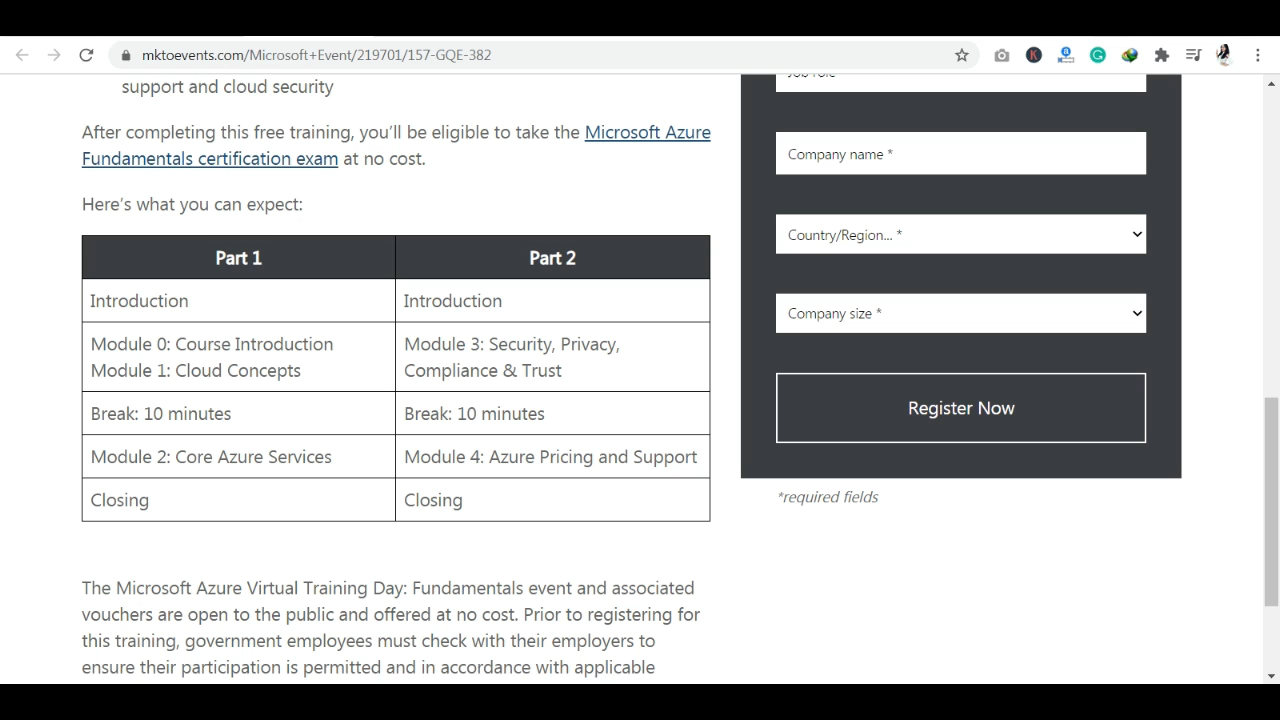 mktoevents.com/Microsoft+Event/219701/157-GQE-382
support and cloud security
After completing this free training, you'll be eligible to take the Microsoft Azure
Fundamentals certification exam at no cost.
Here's what you can expect:
Part 1 Part 2
Introduction Introduction
Module 0: Course Introduction Module 3: Security, Privacy,
Module 1: Cloud Concepts Compliance & Trust
Break: 10 minutes Break: 10 minutes
Module 2: Core Azure Services Module 4: Azure Pricing and Support
Closing Closing
The Microsoft Azure Virtual Training Day: Fundamentals event and associated
vouchers are open to the public and offered at no cost. Prior to registering for
this training, government employees must check with their employers to
ensure their participation is permitted and in accordance with applicable
Job role
Company name *
Country/Region... *
Company size *
Register Now
*required fields